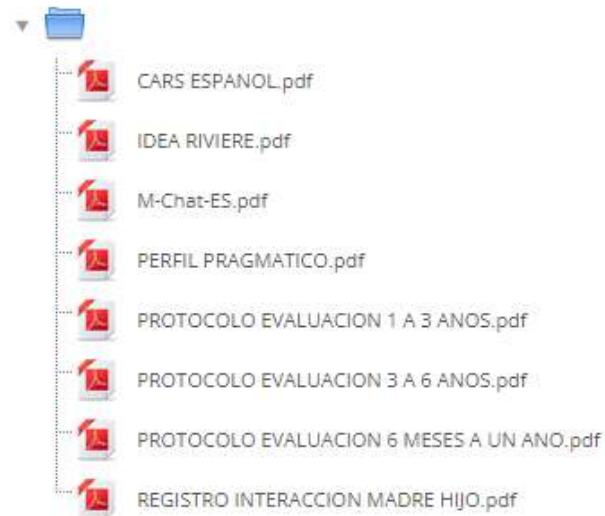 CARS ESPANOL.pdf
IDEA RIVIERE.pdf
M-Chat-ES.pdf
PERFIL PRAGMATICO.pdf
PROTOCOLO EVALUACION 1 A 3 ANOS.pdf
PROTOCOLO EVALUACION 3 A 6 ANOS.pdf
PROTOCOLO EVALUACION 6 MESES A UN ANO.pdf
REGISTRO INTERACCION MADRE HIJO.pdf